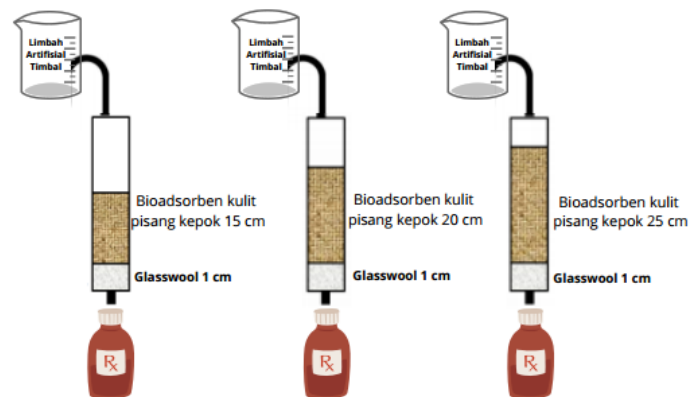 Limbah
Artifisial
Timbal
Limbah
Artifisial
Timbal
Limbah
Artifisial
Timbal
Bioadsorben kulit
pisang kepok 15 cm
Glasswool 1 cm
Bioadsorben kulit
pisang kepok 20 cm
Glasswool 1 cm
Bioadsorben kulit
pisang kepok 25 cm
Glasswool 1 cm
Rx
Rx
Rx